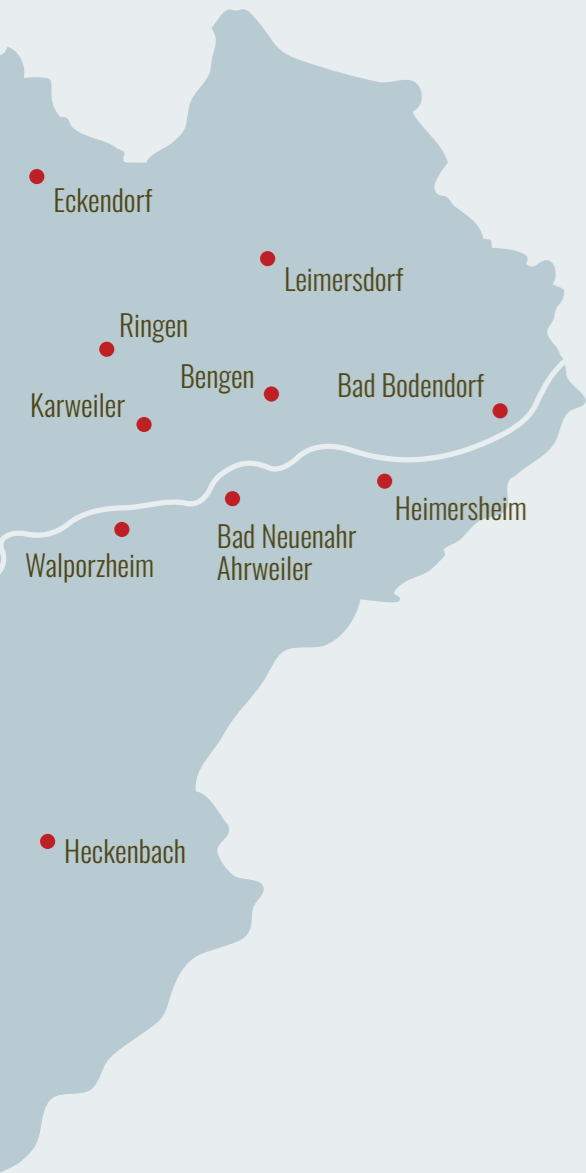 Eckendorf
Leimersdorf
Ringen
Bengen
Bad Bodendorf
Karweiler
Heimersheim
Bad Neuenahr
Ahrweiler
Walporzheim
Heckenbach